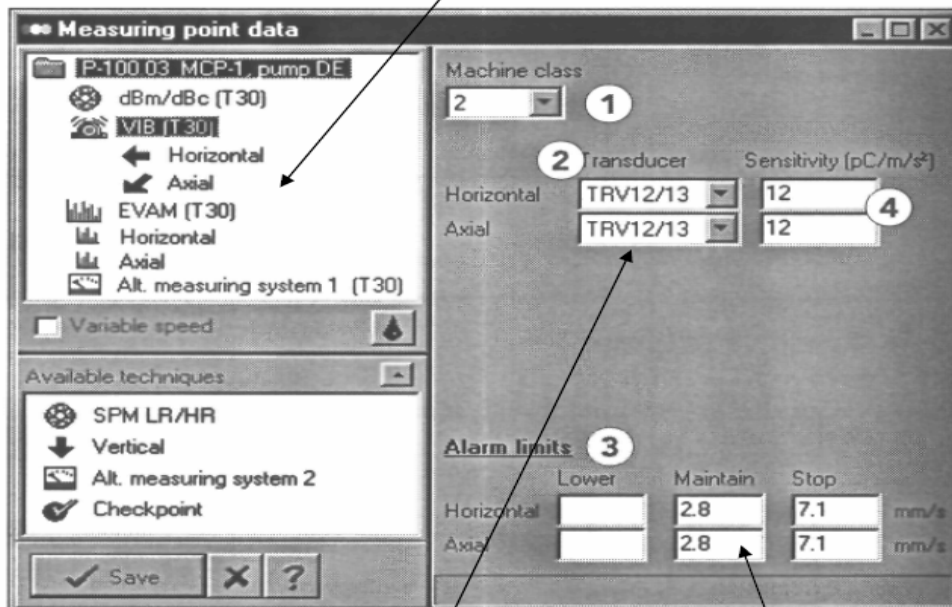 Measuring point data
P-100.03 MCP-1, pump DE
dBm/dBc (T30)
VIB (T30)
Horizontal
Axial
EVAM (T30)
Horizontal
Axial
Alt. measuring system 1 (T30)
Variable speed
Available techniques
SPM LR/HR
Vertical
Alt. measuring system 2
Checkpoint
Save
?
Machine class
2
1
2 Transducer Sensitivity (pC/m/s²)
Horizontal TRV12/13 12
4
Axial TRV12/13 12
Alarm limits 3
Lower Maintain Stop
Horizontal 2.8 7.1 mm/s
Axial 2.8 7.1 mm/s